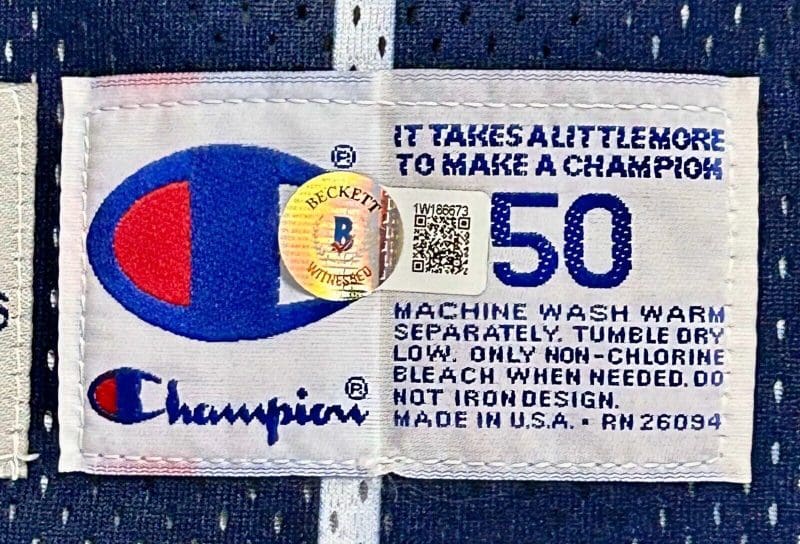 IT TAKES A LITTLE MORE
TO MAKE A CHAMPION
®
BECKETT
B
WITNESSED
1W186673
50
MACHINE WASH WARM
SEPARATELY. TUMBLE DRY
LOW. ONLY NON-CHLORINE
BLEACH WHEN NEEDED. DO
NOT IRON DESIGN.
MADE IN U.S.A. • RN 26094
Champion ®